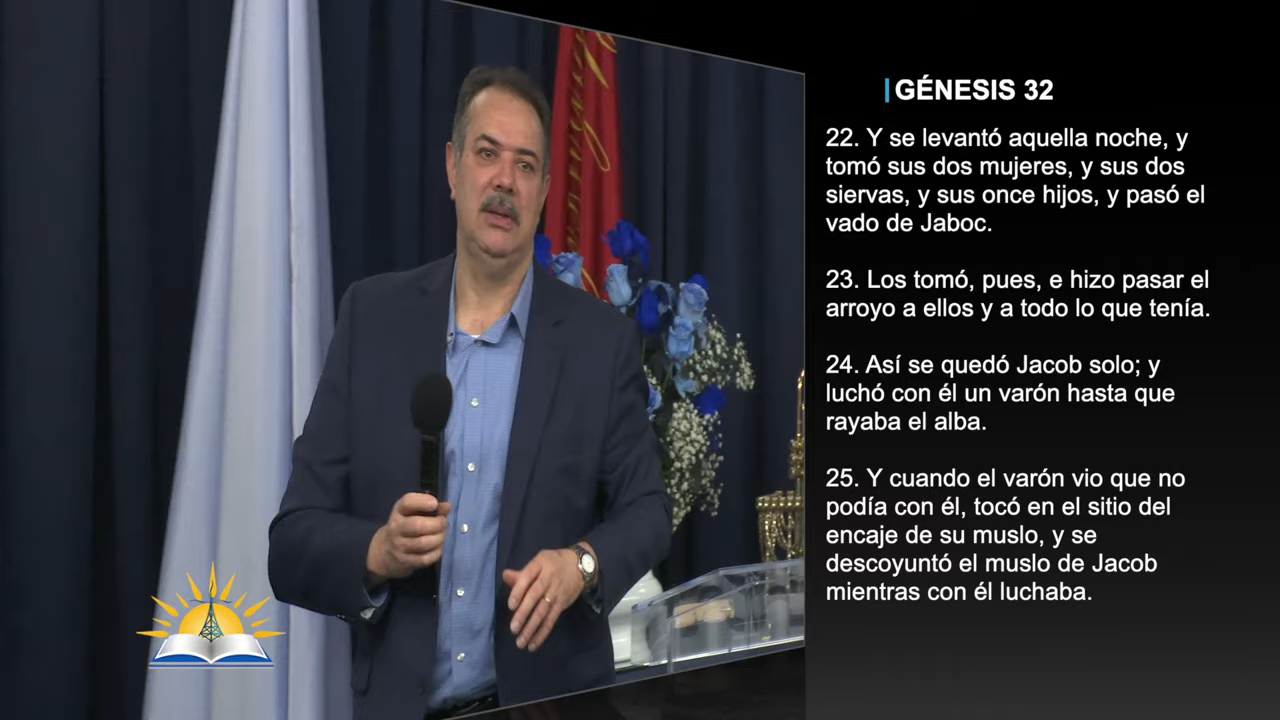 GÉNESIS 32
22. Y se levantó aquella noche, y
tomó sus dos mujeres, y sus dos
siervas, y sus once hijos, y pasó el
vado de Jaboc.
23. Los tomó, pues, e hizo pasar el
arroyo a ellos y a todo lo que tenía.
24. Así se quedó Jacob solo; y
luchó con él un varón hasta que
rayaba el alba.
25. Y cuando el varón vio que no
podía con él, tocó en el sitio del
encaje de su muslo, y se
descoyuntó el muslo de Jacob
mientras con él luchaba.